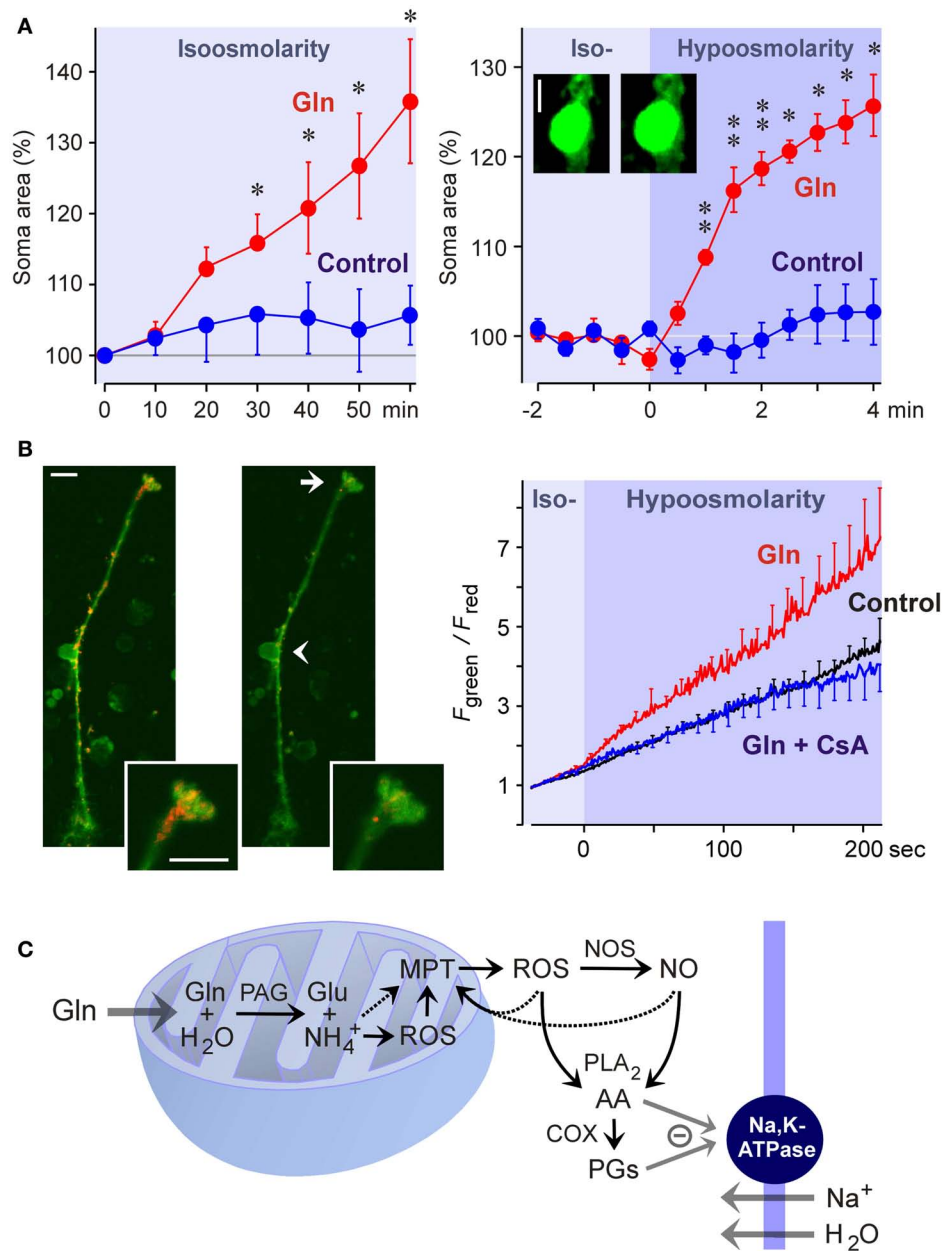 A
Isoosmolarity
140
130
120
110
100
Soma area (%)
Gln
Control
* * * * *
0 10 20 30 40 50 min
Iso- Hypoosmolarity
130
120
110
100
Soma area (%)
Gln
Control
* * * * * * * * * * *
-2 0 2 4 min
B
Iso- Hypoosmolarity
7
5
3
1
Fgreen / Fred
Gln
Control
Gln + CsA
0 100 200 sec
C
Gln
Gln + H2O
PAG
Glu + NH4+
ROS
MPT
ROS
NOS
NO
PLA2
AA
COX
PGs
Na,K-
ATPase
Na+
H2O